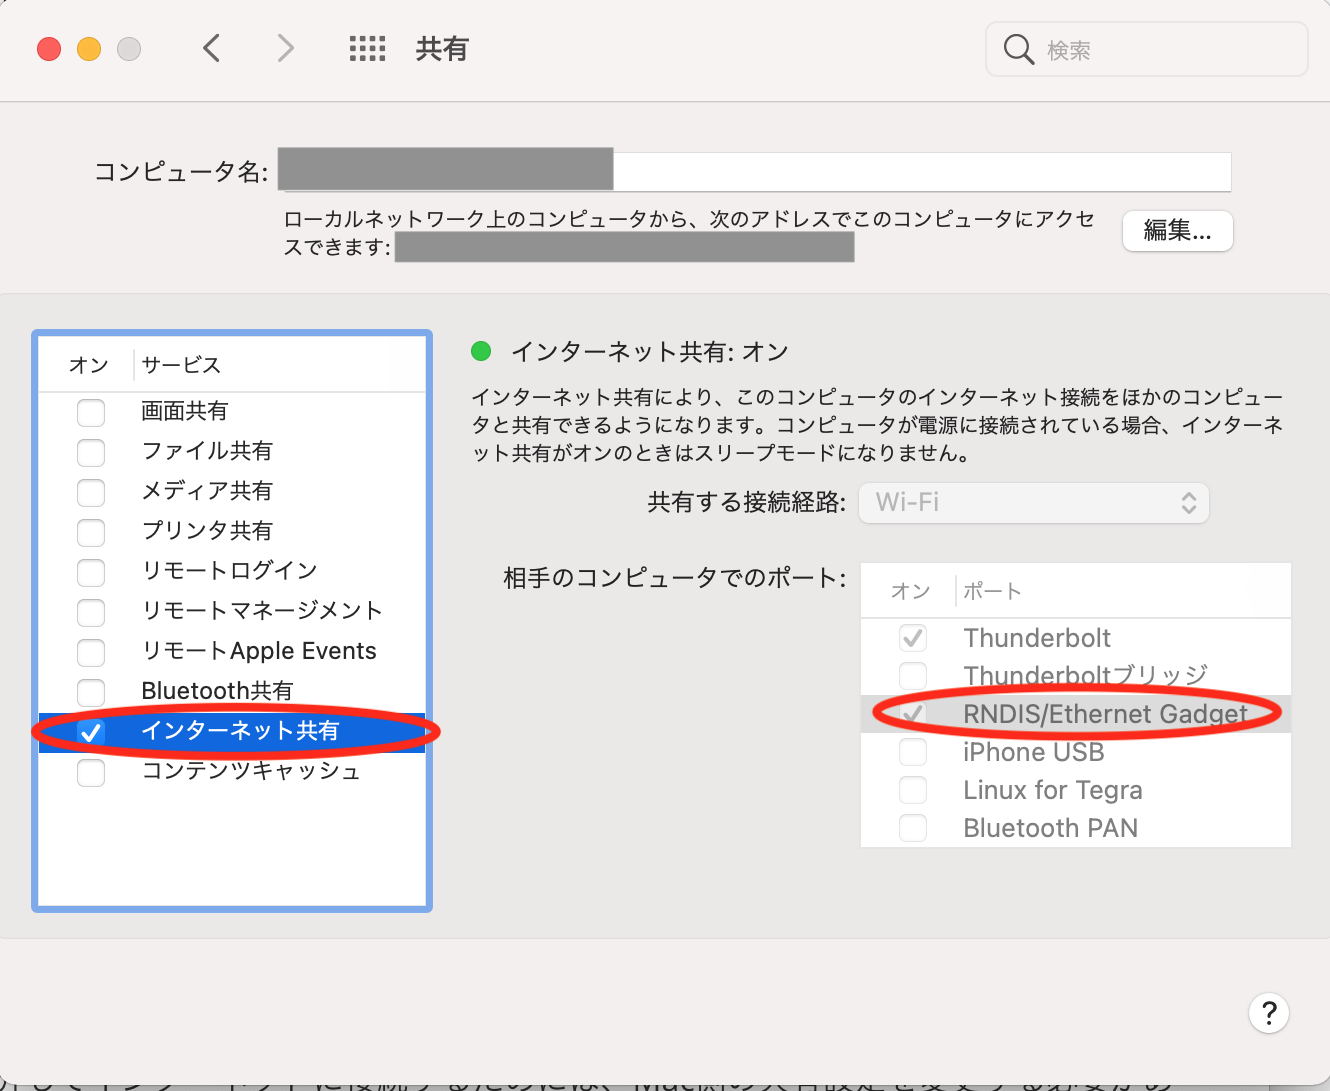 共有
検索
コンピュータ名:
ローカルネットワーク上のコンピュータから、次のアドレスでこのコンピュータにアクセ
スできます:
編集...
オン サービス
画面共有
ファイル共有
メディア共有
プリンタ共有
リモートログイン
リモートマネージメント
リモートApple Events
Bluetooth共有
インターネット共有
コンテンツキャッシュ
インターネット共有: オン
インターネット共有により、このコンピュータのインターネット接続をほかのコンピュー
タと共有できるようになります。コンピュータが電源に接続されている場合、インターネ
ット共有がオンのときはスリープモードになりません。
共有する接続経路: Wi-Fi
相手のコンピュータでのポート:
オン ポート
Thunderbolt
Thunderboltブリッジ
RNDIS/Ethernet Gadget
iPhone USB
Linux for Tegra
Bluetooth PAN
?